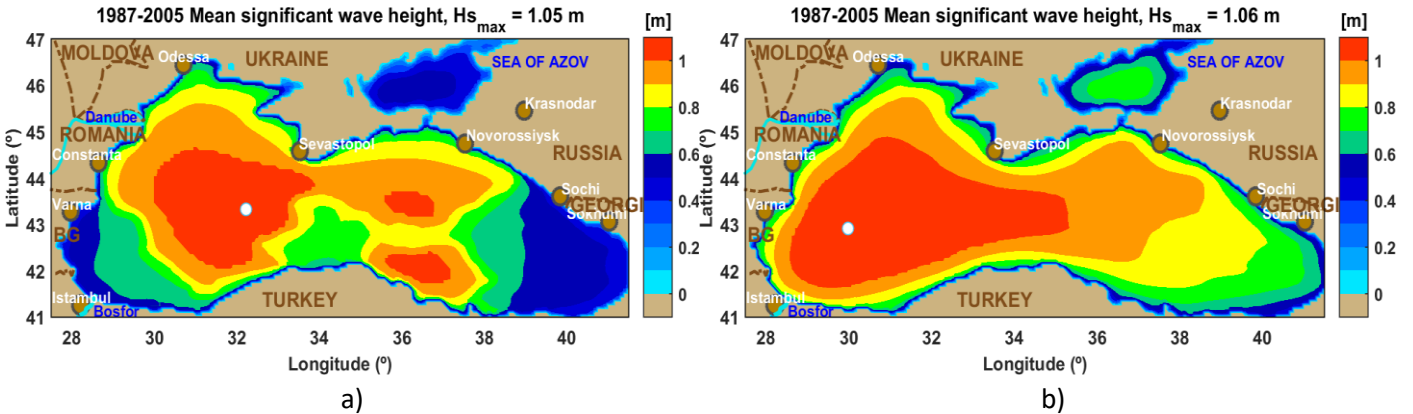 1987-2005 Mean significant wave height, Hsmax = 1.05 m
[m]
47
46
45
44
43
42
41
Latitude (º)
MOLDOVA
Odessa
UKRAINE
SEA OF AZOV
Krasnodar
Danube
ROMANIA
Constanta
Sevastopol
Novorossiysk
RUSSIA
Varna
Sochi
GEORGI
Sokhumi
BG
Istambul
Bosfor
TURKEY
28 30 32 34 36 38 40
Longitude (º)
1
0.8
0.6
0.4
0.2
0
a)
1987-2005 Mean significant wave height, Hsmax = 1.06 m
[m]
47
46
45
44
43
42
41
Latitude (º)
MOLDOVA
Odessa
UKRAINE
SEA OF AZOV
Krasnodar
Danube
ROMANIA
Constanta
Sevastopol
Novorossiysk
RUSSIA
Varna
Sochi
GEORGI
Sokhumi
BG
Istambul
Bosfor
TURKEY
28 30 32 34 36 38 40
Longitude (º)
1
0.8
0.6
0.4
0.2
0
b)